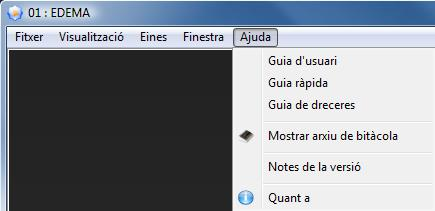 01 : EDEMA
Fitxer Visualització Eines Finestra Ajuda
Guia d'usuari
Guia ràpida
Guia de dreceres
Mostrar arxiu de bitàcola
Notes de la versió
Quant a